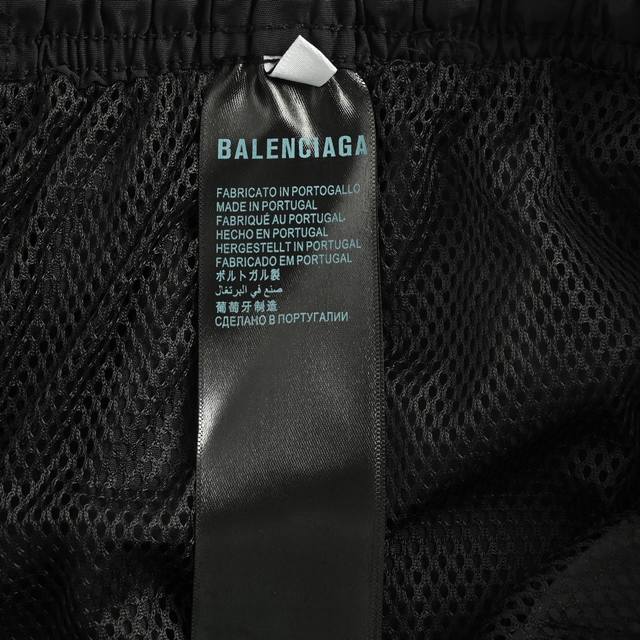 BALENCIAGA
FABRICATO IN PORTOGALLO
MADE IN PORTUGAL
FABRIQUÉ AU PORTUGAL
HECHO EN PORTUGAL
HERGESTELLT IN PORTUGAL
FABRICADO EM PORTUGAL
ポルトガル製
صنع في البرتغال
葡萄牙制造
СДЕЛАНО В ПОРТУГАЛИИ